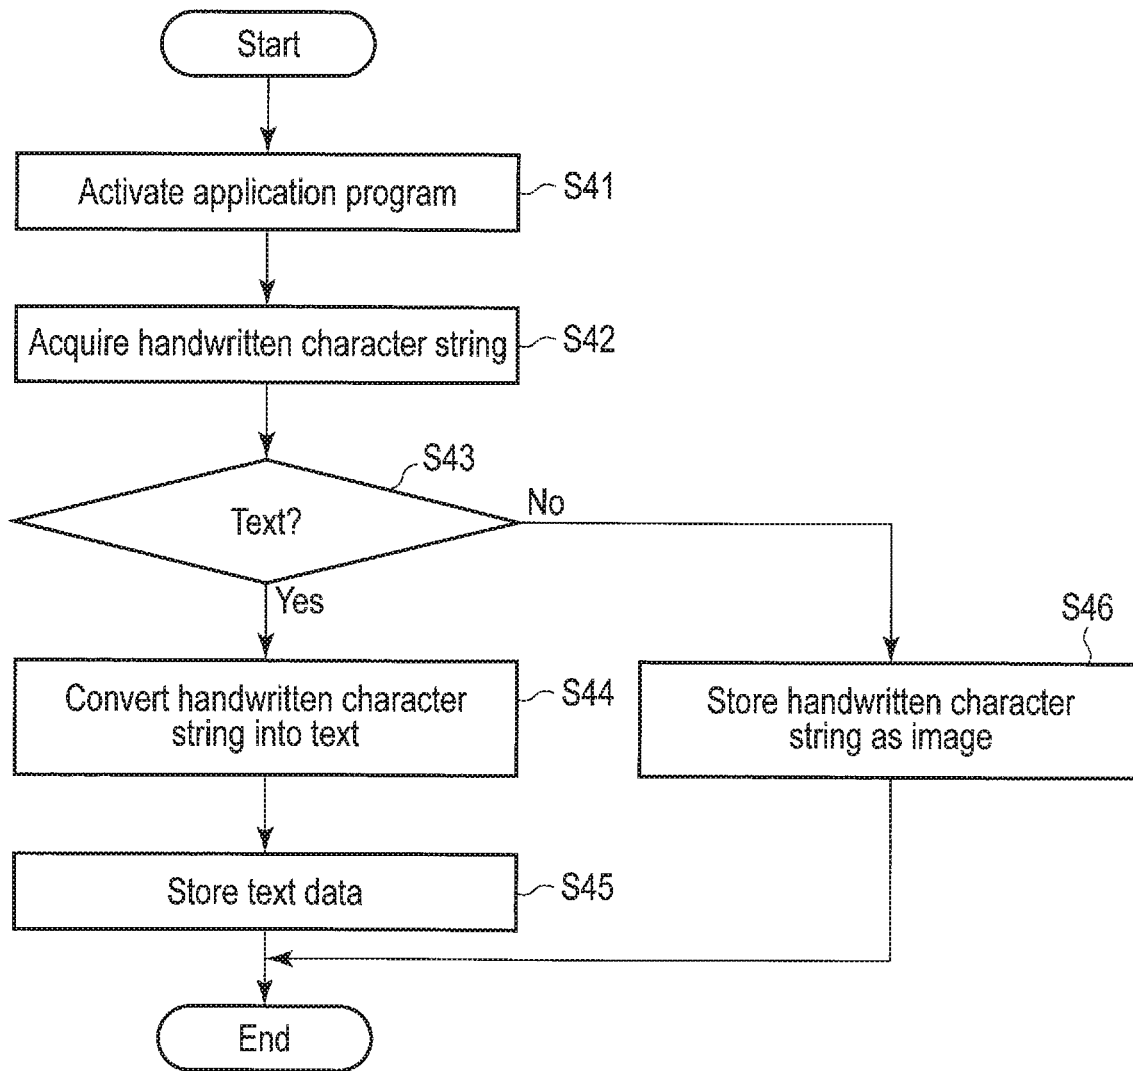 Start
Activate application program
S41
Acquire handwritten character string
S42
S43
Text?
No
Yes
Convert handwritten character
string into text
S44
S46
Store handwritten character
string as image
Store text data
S45
End